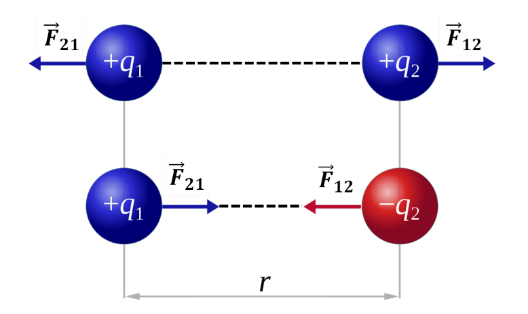 F⃗₂₁ F⃗₁₂
+q₁ +q₂
F⃗₂₁ F⃗₁₂
+q₁ −q₂
r